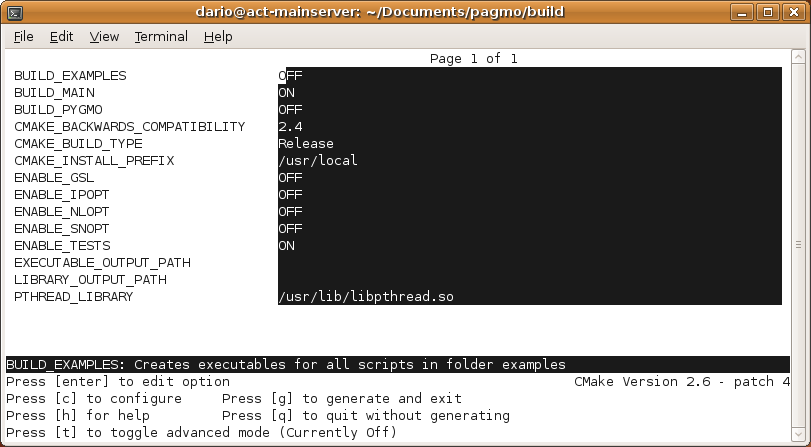 dario@act-mainserver: ~/Documents/pagmo/build
File Edit View Terminal Help
Page 1 of 1
BUILD_EXAMPLES OFF
BUILD_MAIN ON
BUILD_PYGMO OFF
CMAKE_BACKWARDS_COMPATIBILITY 2.4
CMAKE_BUILD_TYPE Release
CMAKE_INSTALL_PREFIX /usr/local
ENABLE_GSL OFF
ENABLE_IPOPT OFF
ENABLE_NLOPT OFF
ENABLE_SNOPT OFF
ENABLE_TESTS ON
EXECUTABLE_OUTPUT_PATH
LIBRARY_OUTPUT_PATH
PTHREAD_LIBRARY /usr/lib/libpthread.so
BUILD_EXAMPLES: Creates executables for all scripts in folder examples
Press [enter] to edit option CMake Version 2.6 - patch 4
Press [c] to configure Press [g] to generate and exit
Press [h] for help Press [q] to quit without generating
Press [t] to toggle advanced mode (Currently Off)